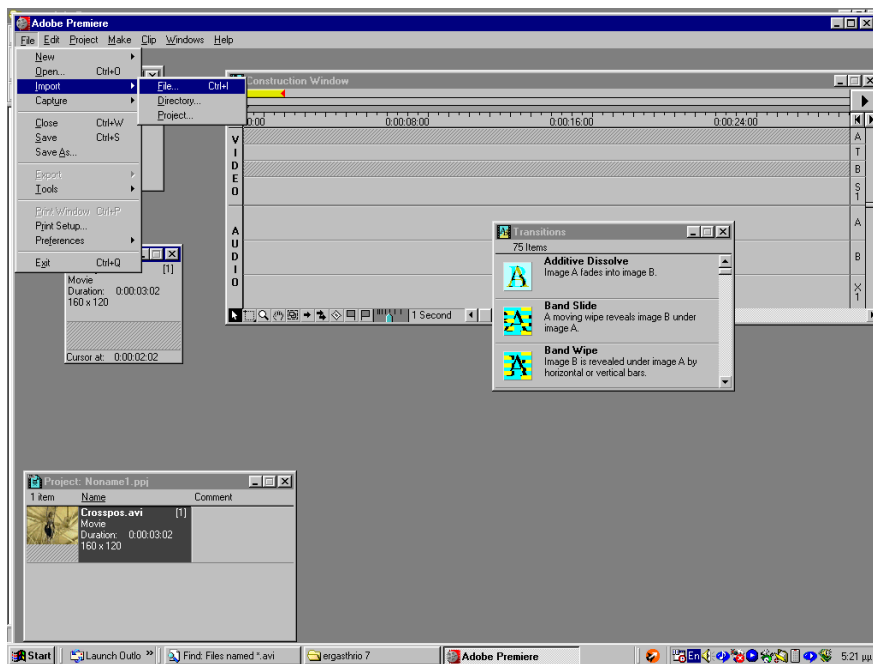 Adobe Premiere
File Edit Project Make Clip Windows Help
New
Open... Ctrl+O
Import
Capture
Close Ctrl+W
Save Ctrl+S
Save As...
Export
Tools
Print Window Ctrl+P
Print Setup...
Preferences
Exit Ctrl+Q
File... Ctrl+I
Directory...
Project...
Construction Window
0:00:08:00 0:00:16:00 0:00:24:00
VIDEO
AUDIO
A
T
B
S
1
A
B
X
1
1 Second
Transitions
75 Items
Additive Dissolve
Image A fades into image B.
Band Slide
A moving wipe reveals image B under
image A.
Band Wipe
Image B is revealed under image A by
horizontal or vertical bars.
[1]
Movie
Duration: 0:00:03:02
160 x 120
Cursor at: 0:00:02:02
Project: Noname1.ppj
1 item Name Comment
Crosspos.avi [1]
Movie
Duration: 0:00:03:02
160 x 120
Start
Launch Outlo
Find: Files named *.avi
ergasthrio 7
Adobe Premiere
En
5:21 μμ